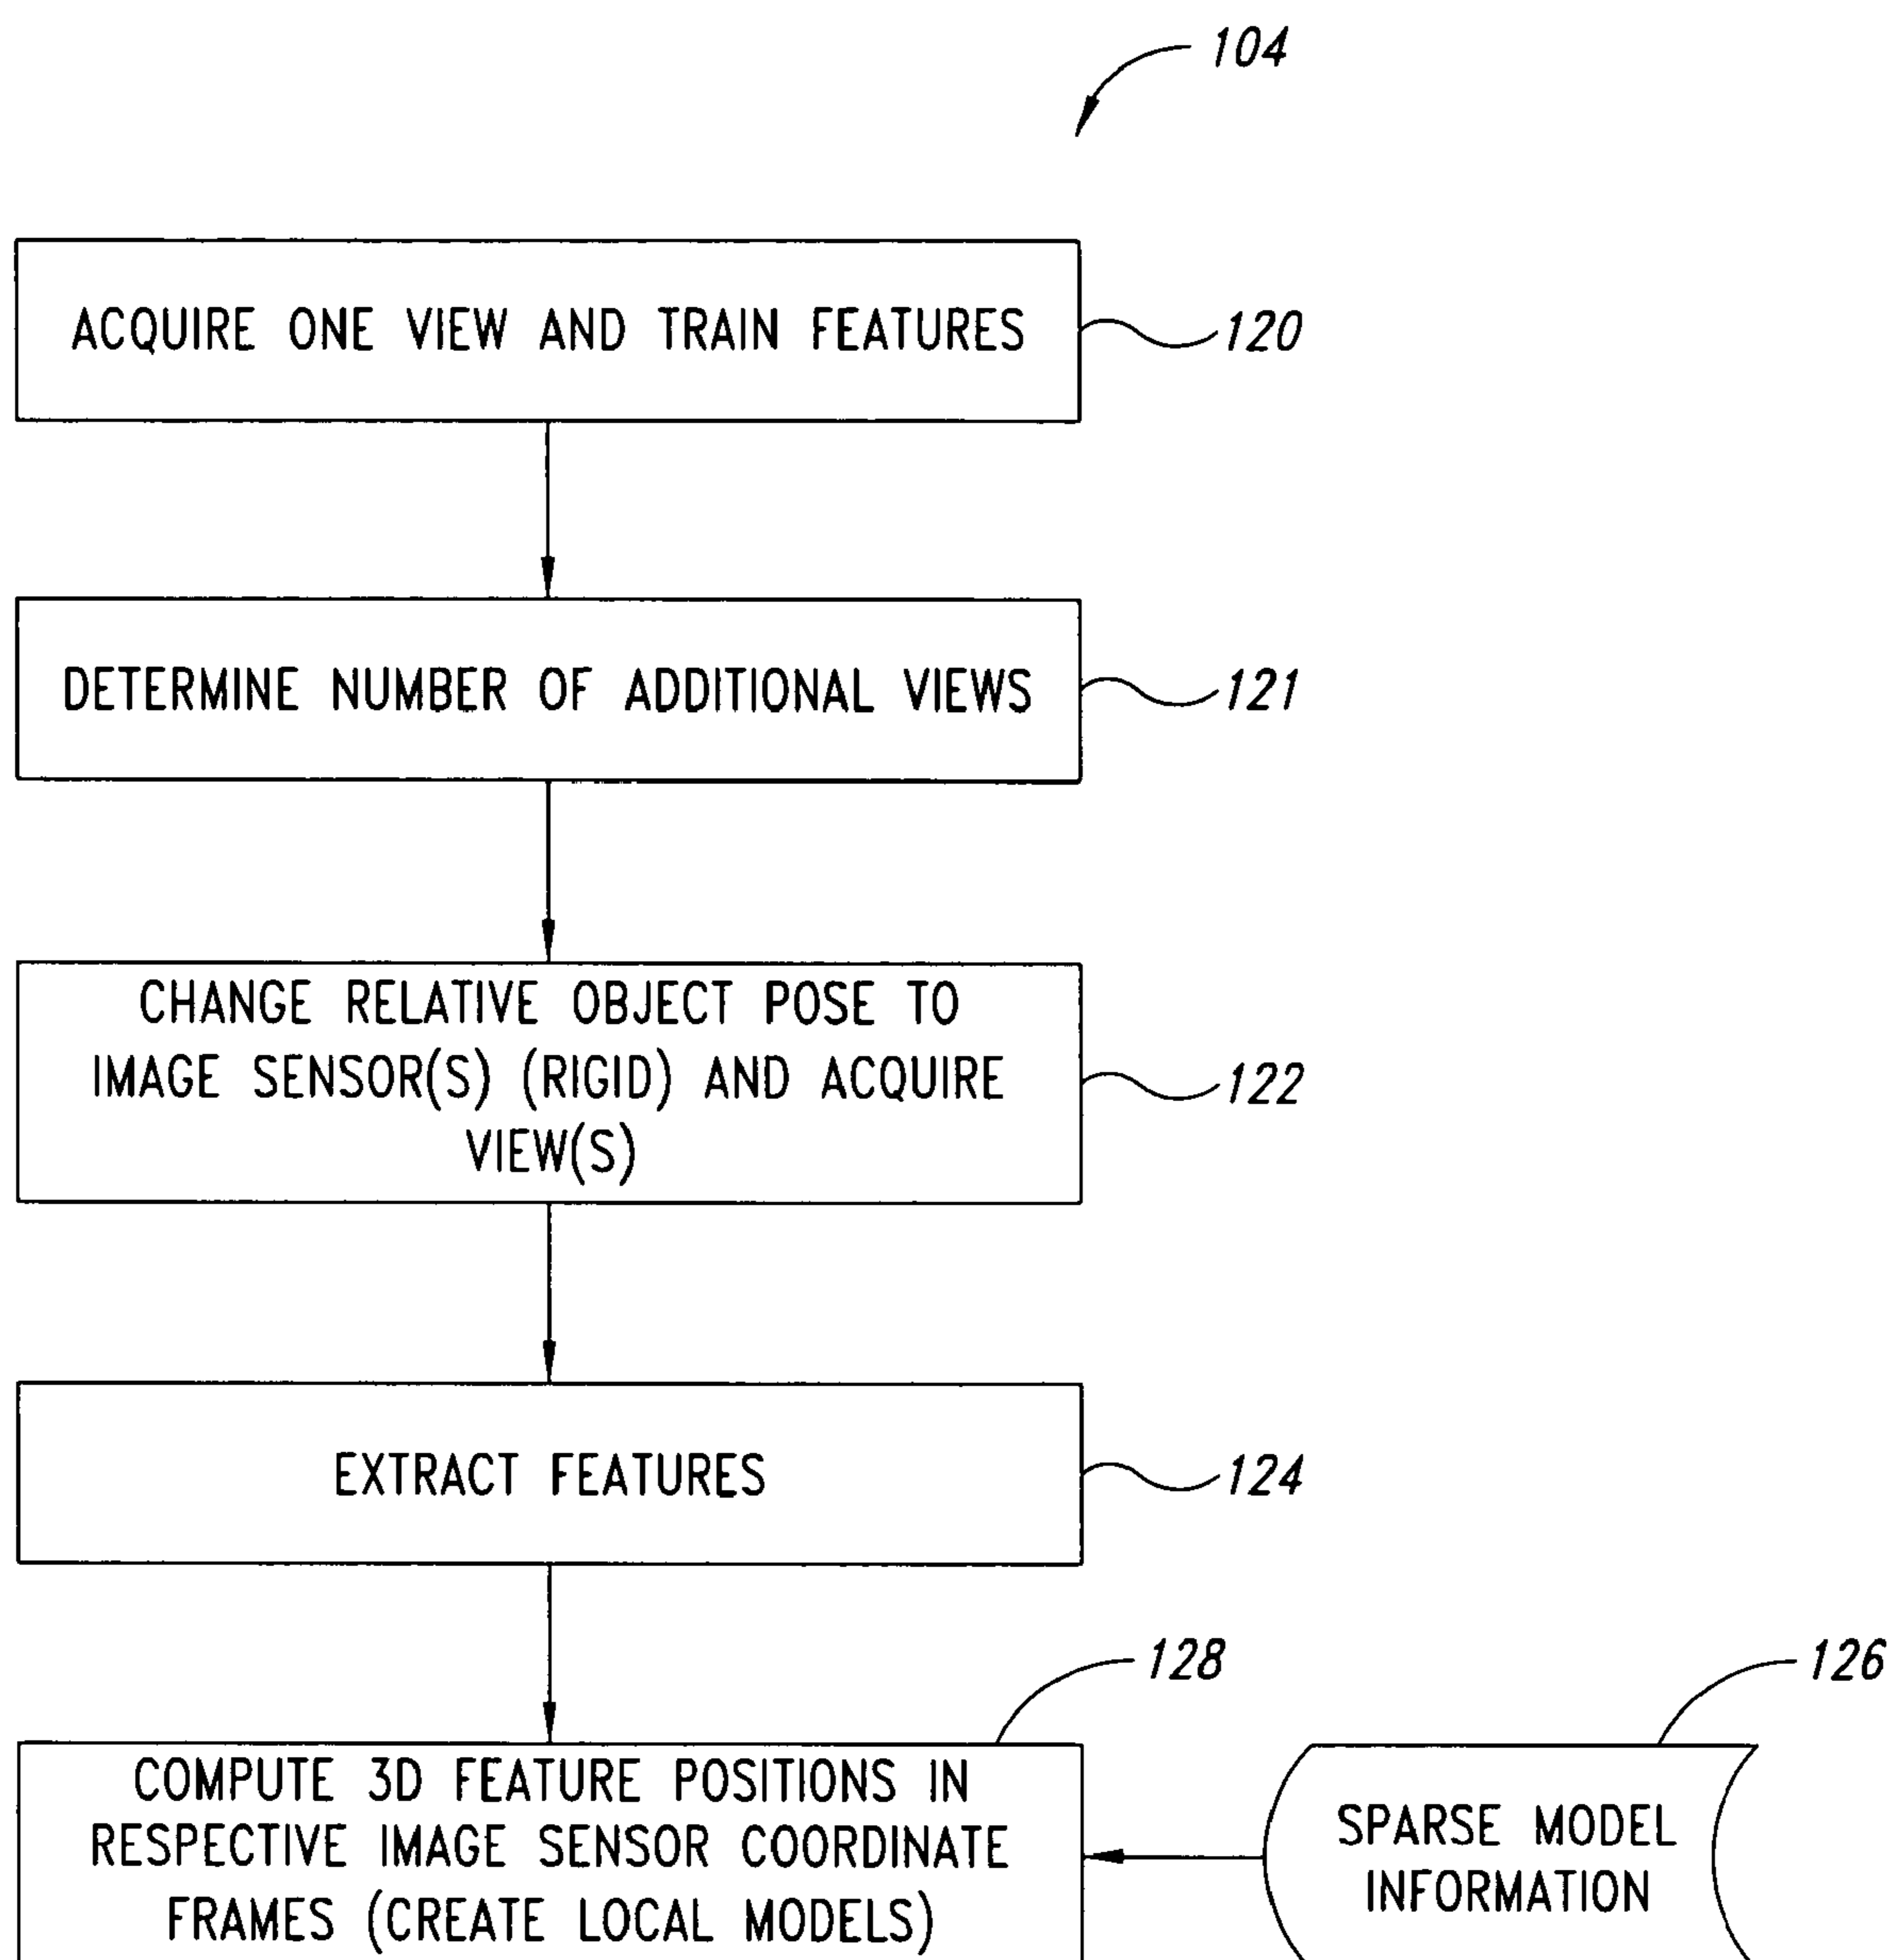 104
ACQUIRE ONE VIEW AND TRAIN FEATURES
120
DETERMINE NUMBER OF ADDITIONAL VIEWS
121
CHANGE RELATIVE OBJECT POSE TO
IMAGE SENSOR(S) (RIGID) AND ACQUIRE
VIEW(S)
122
EXTRACT FEATURES
124
128
126
COMPUTE 3D FEATURE POSITIONS IN
RESPECTIVE IMAGE SENSOR COORDINATE
FRAMES (CREATE LOCAL MODELS)
SPARSE MODEL
INFORMATION